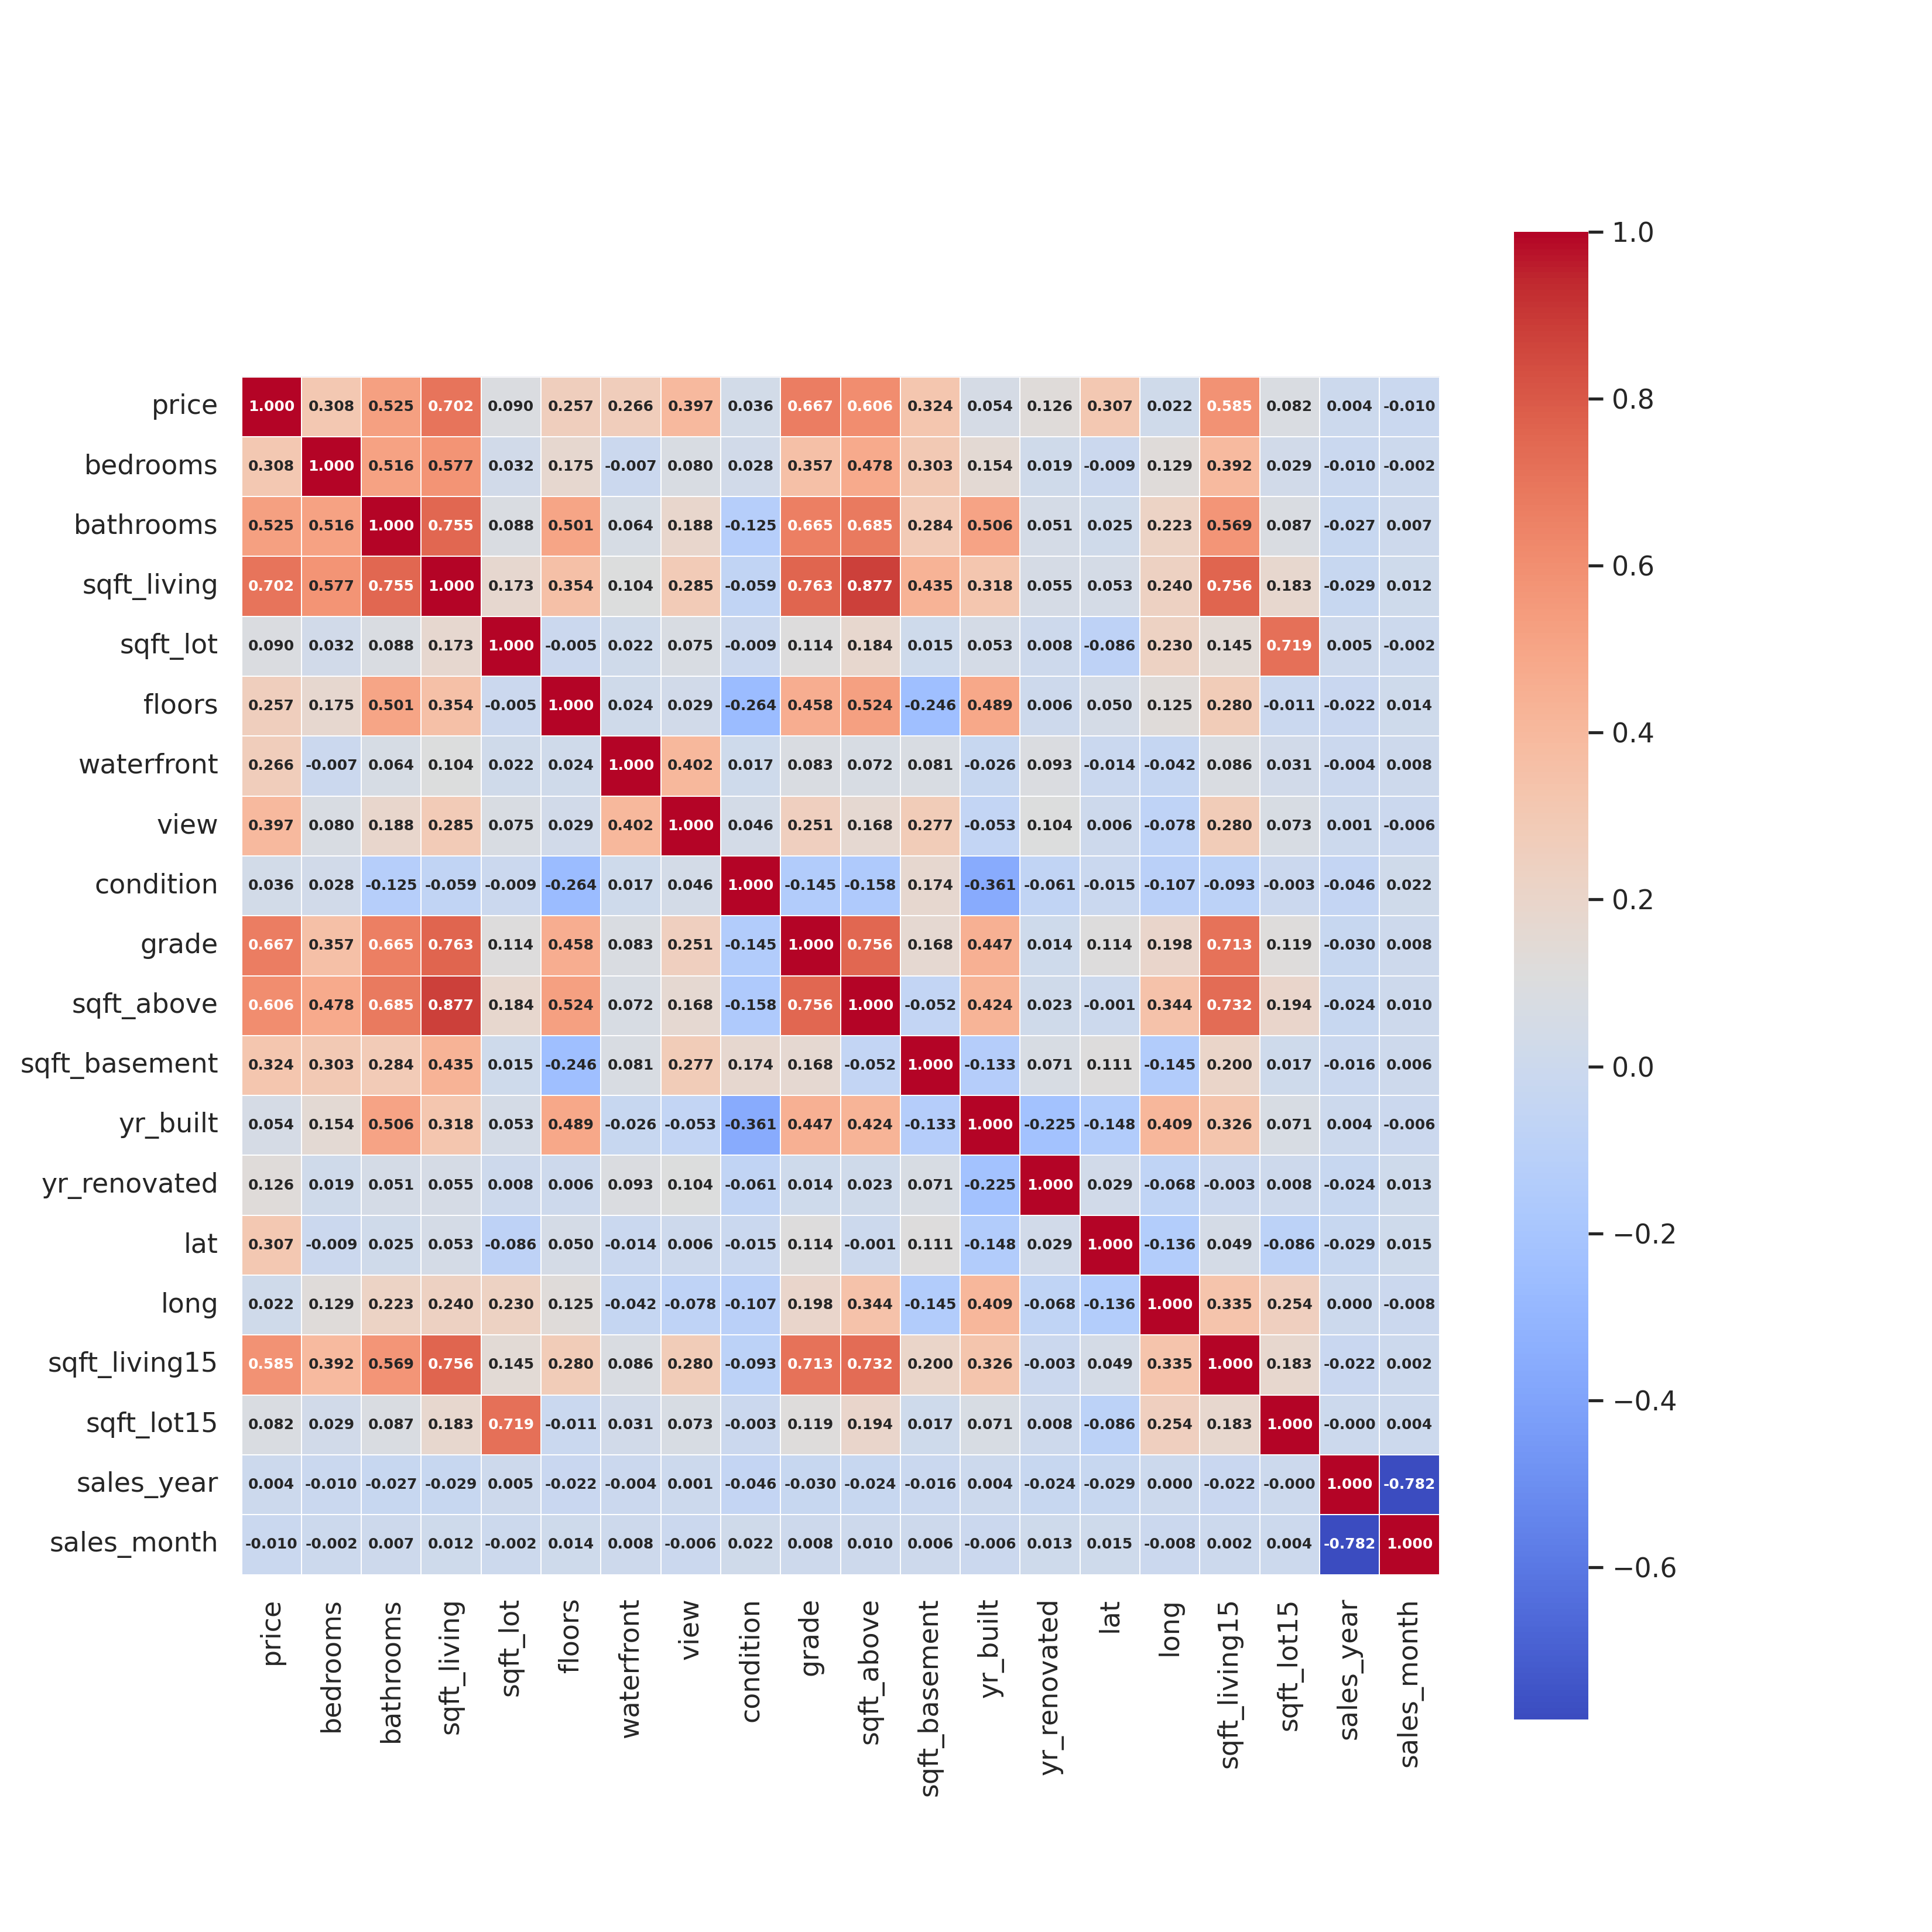 1.0
0.8
0.6
0.4
0.2
0.0
−0.2
−0.4
−0.6
price 1.000 0.308 0.525 0.702 0.090 0.257 0.266 0.397 0.036 0.667 0.606 0.324 0.054 0.126 0.307 0.022 0.585 0.082 0.004 -0.010
bedrooms 0.308 1.000 0.516 0.577 0.032 0.175 -0.007 0.080 0.028 0.357 0.478 0.303 0.154 0.019 -0.009 0.129 0.392 0.029 -0.010 -0.002
bathrooms 0.525 0.516 1.000 0.755 0.088 0.501 0.064 0.188 -0.125 0.665 0.685 0.284 0.506 0.051 0.025 0.223 0.569 0.087 -0.027 0.007
sqft_living 0.702 0.577 0.755 1.000 0.173 0.354 0.104 0.285 -0.059 0.763 0.877 0.435 0.318 0.055 0.053 0.240 0.756 0.183 -0.029 0.012
sqft_lot 0.090 0.032 0.088 0.173 1.000 -0.005 0.022 0.075 -0.009 0.114 0.184 0.015 0.053 0.008 -0.086 0.230 0.145 0.719 0.005 -0.002
floors 0.257 0.175 0.501 0.354 -0.005 1.000 0.024 0.029 -0.264 0.458 0.524 -0.246 0.489 0.006 0.050 0.125 0.280 -0.011 -0.022 0.014
waterfront 0.266 -0.007 0.064 0.104 0.022 0.024 1.000 0.402 0.017 0.083 0.072 0.081 -0.026 0.093 -0.014 -0.042 0.086 0.031 -0.004 0.008
view 0.397 0.080 0.188 0.285 0.075 0.029 0.402 1.000 0.046 0.251 0.168 0.277 -0.053 0.104 0.006 -0.078 0.280 0.073 0.001 -0.006
condition 0.036 0.028 -0.125 -0.059 -0.009 -0.264 0.017 0.046 1.000 -0.145 -0.158 0.174 -0.361 -0.061 -0.015 -0.107 -0.093 -0.003 -0.046 0.022
grade 0.667 0.357 0.665 0.763 0.114 0.458 0.083 0.251 -0.145 1.000 0.756 0.168 0.447 0.014 0.114 0.198 0.713 0.119 -0.030 0.008
sqft_above 0.606 0.478 0.685 0.877 0.184 0.524 0.072 0.168 -0.158 0.756 1.000 -0.052 0.424 0.023 -0.001 0.344 0.732 0.194 -0.024 0.010
sqft_basement 0.324 0.303 0.284 0.435 0.015 -0.246 0.081 0.277 0.174 0.168 -0.052 1.000 -0.133 0.071 0.111 -0.145 0.200 0.017 -0.016 0.006
yr_built 0.054 0.154 0.506 0.318 0.053 0.489 -0.026 -0.053 -0.361 0.447 0.424 -0.133 1.000 -0.225 -0.148 0.409 0.326 0.071 0.004 -0.006
yr_renovated 0.126 0.019 0.051 0.055 0.008 0.006 0.093 0.104 -0.061 0.014 0.023 0.071 -0.225 1.000 0.029 -0.068 -0.003 0.008 -0.024 0.013
lat 0.307 -0.009 0.025 0.053 -0.086 0.050 -0.014 0.006 -0.015 0.114 -0.001 0.111 -0.148 0.029 1.000 -0.136 0.049 -0.086 -0.029 0.015
long 0.022 0.129 0.223 0.240 0.230 0.125 -0.042 -0.078 -0.107 0.198 0.344 -0.145 0.409 -0.068 -0.136 1.000 0.335 0.254 0.000 -0.008
sqft_living15 0.585 0.392 0.569 0.756 0.145 0.280 0.086 0.280 -0.093 0.713 0.732 0.200 0.326 -0.003 0.049 0.335 1.000 0.183 -0.022 0.002
sqft_lot15 0.082 0.029 0.087 0.183 0.719 -0.011 0.031 0.073 -0.003 0.119 0.194 0.017 0.071 0.008 -0.086 0.254 0.183 1.000 -0.000 0.004
sales_year 0.004 -0.010 -0.027 -0.029 0.005 -0.022 -0.004 0.001 -0.046 -0.030 -0.024 -0.016 0.004 -0.024 -0.029 0.000 -0.022 -0.000 1.000 -0.782
sales_month -0.010 -0.002 0.007 0.012 -0.002 0.014 0.008 -0.006 0.022 0.008 0.010 0.006 -0.006 0.013 0.015 -0.008 0.002 0.004 -0.782 1.000
price
bedrooms
bathrooms
sqft_living
sqft_lot
floors
waterfront
view
condition
grade
sqft_above
sqft_basement
yr_built
yr_renovated
lat
long
sqft_living15
sqft_lot15
sales_year
sales_month